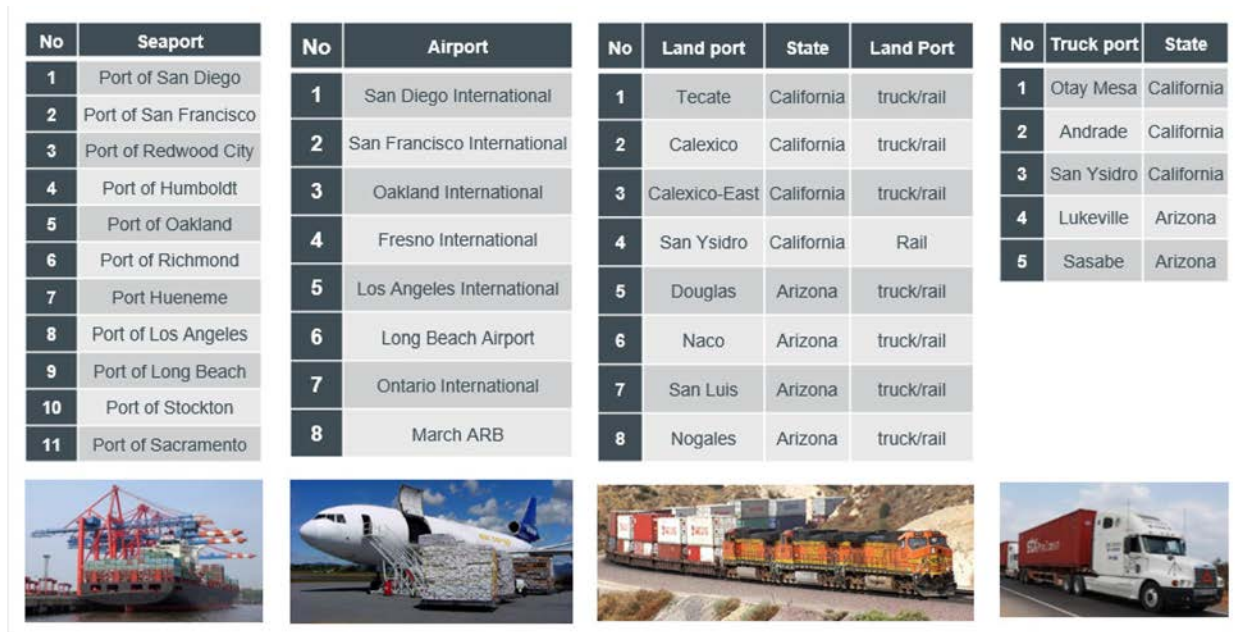 No Seaport
1 Port of San Diego
2 Port of San Francisco
3 Port of Redwood City
4 Port of Humboldt
5 Port of Oakland
6 Port of Richmond
7 Port Hueneme
8 Port of Los Angeles
9 Port of Long Beach
10 Port of Stockton
11 Port of Sacramento
No Airport
1 San Diego International
2 San Francisco International
3 Oakland International
4 Fresno International
5 Los Angeles International
6 Long Beach Airport
7 Ontario International
8 March ARB
No Land port State Land Port
1 Tecate California truck/rail
2 Calexico California truck/rail
3 Calexico-East California truck/rail
4 San Ysidro California Rail
5 Douglas Arizona truck/rail
6 Naco Arizona truck/rail
7 San Luis Arizona truck/rail
8 Nogales Arizona truck/rail
No Truck port State
1 Otay Mesa California
2 Andrade California
3 San Ysidro California
4 Lukeville Arizona
5 Sasabe Arizona